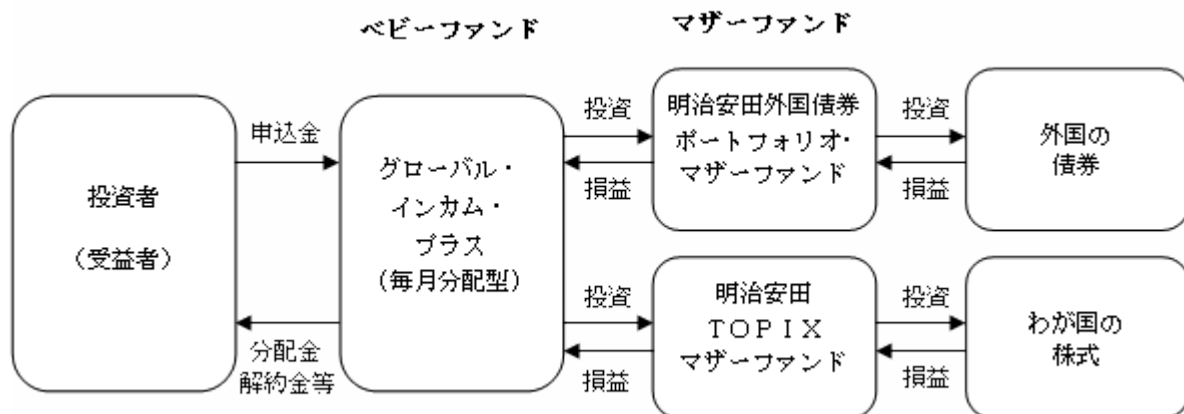 ベビーファンド
マザーファンド
投資者
（受益者）
申込金
分配金
解約金等
グローバル・
インカム・
プラス
（毎月分配型）
投資
損益
投資
損益
明治安田外国債券
ポートフォリオ・
マザーファンド
投資
損益
外国の
債券
明治安田
ＴＯＰＩＸ
マザーファンド
投資
損益
わが国の
株式